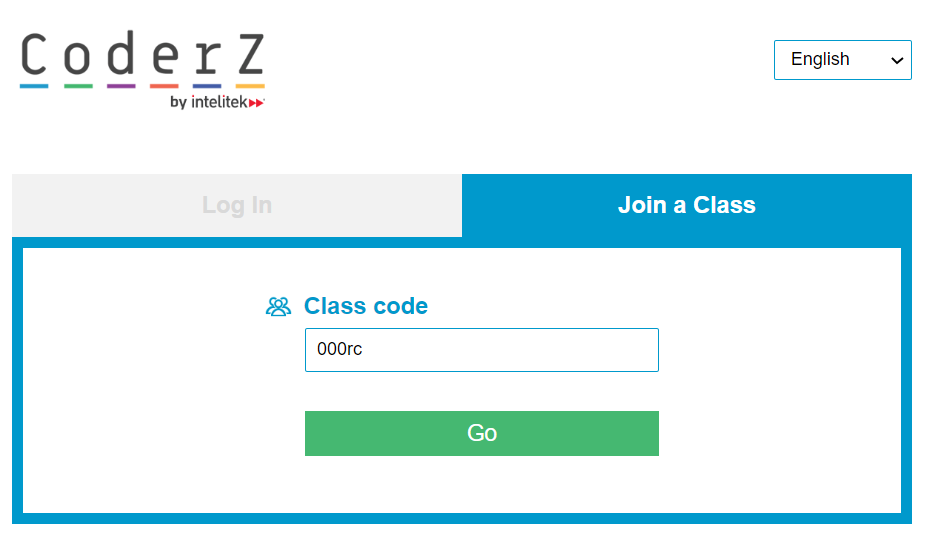 CoderZ
by intelitek
English
Log In
Join a Class
Class code
000rc
Go